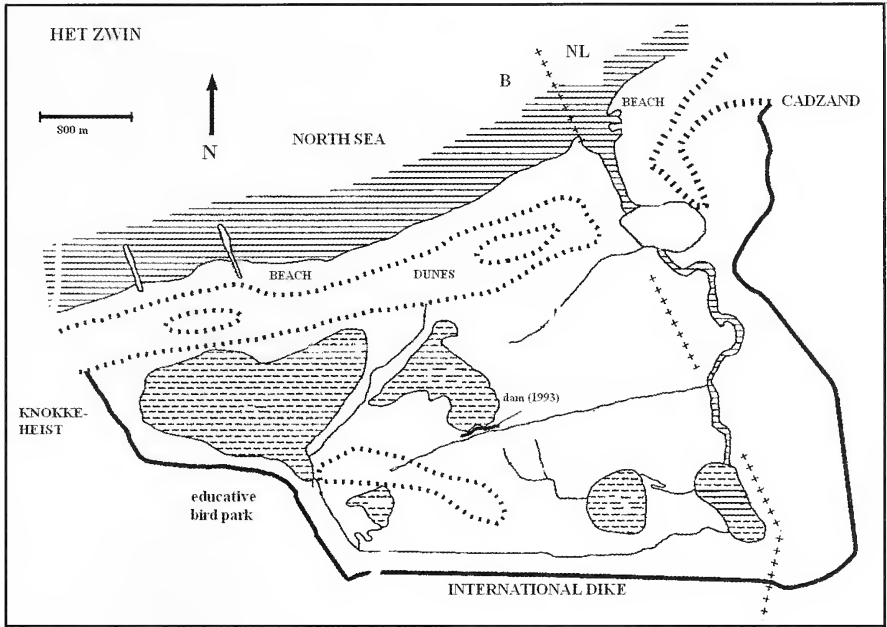 HET ZWIN
NL
B
BEACH
CADZAND
800 m
N
NORTH SEA
BEACH
DUNES
dam (1993)
KNOKKE-
HEIST
educative
bird park
INTERNATIONAL DIKE